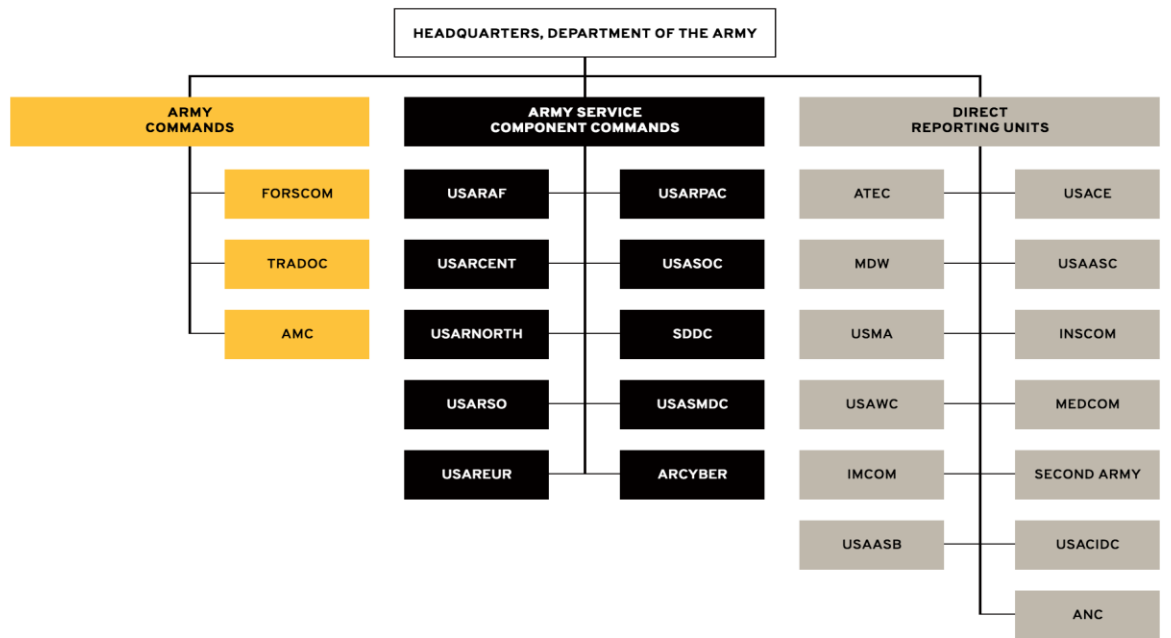 HEADQUARTERS, DEPARTMENT OF THE ARMY
ARMY
COMMANDS
FORSCOM
TRADOC
AMC
ARMY SERVICE
COMPONENT COMMANDS
USARAF
USARPAC
USARCENT
USASOC
USARNORTH
SDDC
USARSO
USASMDC
USAREUR
ARCYBER
DIRECT
REPORTING UNITS
ATEC
USACE
MDW
USAASC
USMA
INSCOM
USAWC
MEDCOM
IMCOM
SECOND ARMY
USAASB
USACIDC
ANC